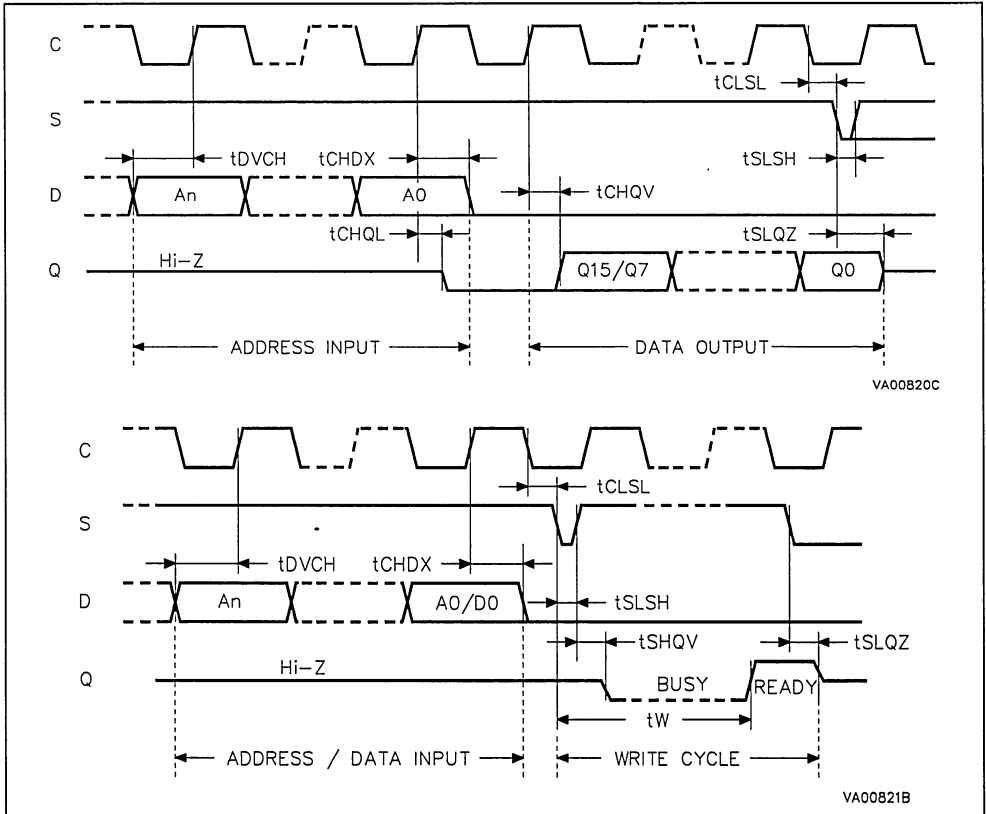 C
tCLSL
S
tDVCH tCHDX tSLSH
D An A0 tCHQV
tCHQL tSLQZ
Q Hi-Z Q15/Q7 Q0
ADDRESS INPUT DATA OUTPUT
VA00820C
C
tCLSL
S
tDVCH tCHDX
D An A0/D0 tSLSH
tSHQV tSLQZ
Q Hi-Z BUSY READY
tW
ADDRESS / DATA INPUT WRITE CYCLE
VA00821B